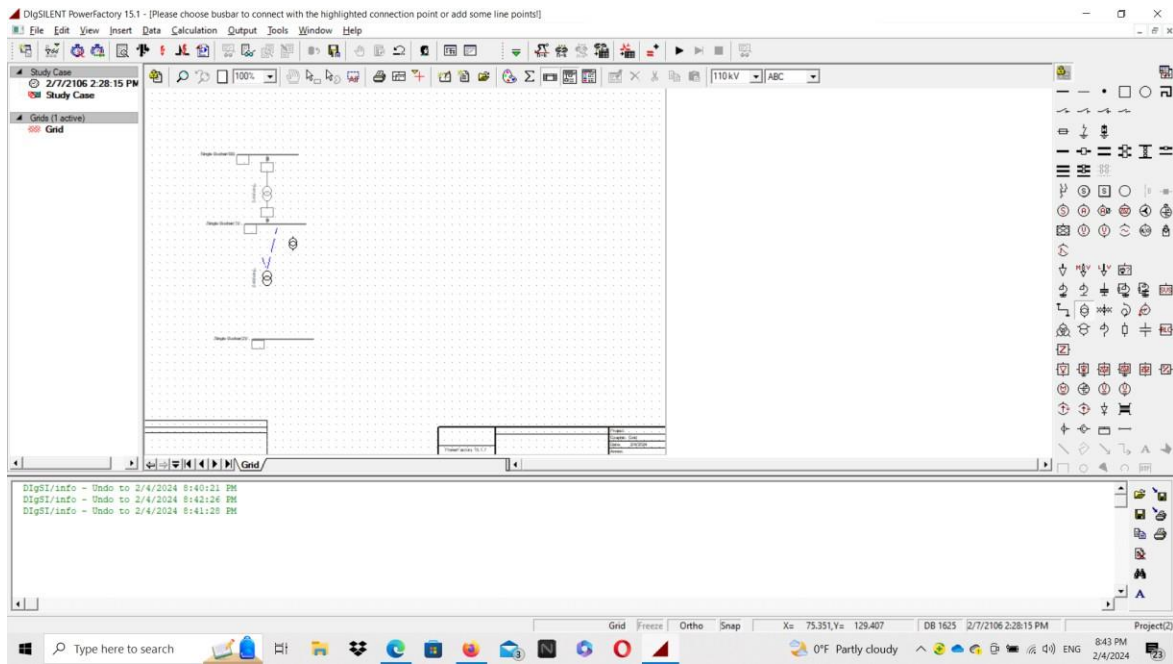 DIgSILENT PowerFactory 15.1 - [Please choose busbar to connect with the highlighted connection point or add some line points!]
File Edit View Insert Data Calculation Output Tools Window Help
Study Case
2/7/2106 2:28:15 PM
Study Case
Grids (1 active)
Grid
100%
110 kV
ABC
Grid
DIgSI/info - Undo to 2/4/2024 8:40:21 PM
DIgSI/info - Undo to 2/4/2024 8:42:26 PM
DIgSI/info - Undo to 2/4/2024 8:41:28 PM
Grid Freeze Ortho Snap X= 75.351,Y= 129.407 DB 1625 2/7/2106 2:28:15 PM Project(2)
Type here to search
0°F Partly cloudy
ENG
8:43 PM
2/4/2024
23